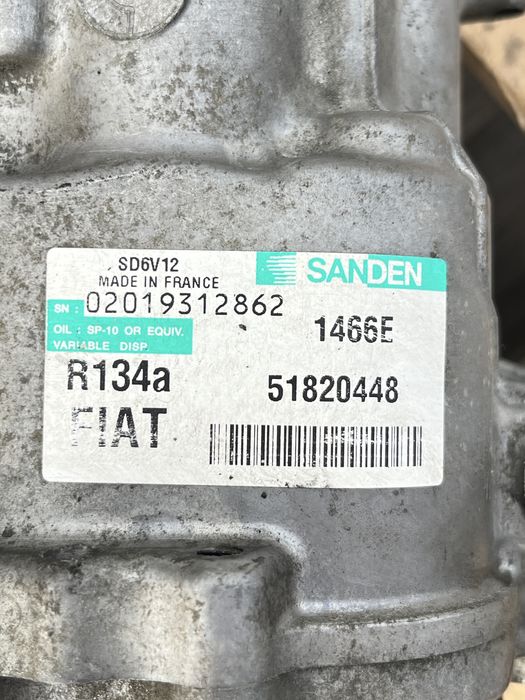 SD6V12
MADE IN FRANCE
SANDEN
SN : 02019312862
OIL : SP-10 OR EQUIV.
VARIABLE DISP.
1466E
R134a
51820448
FIAT